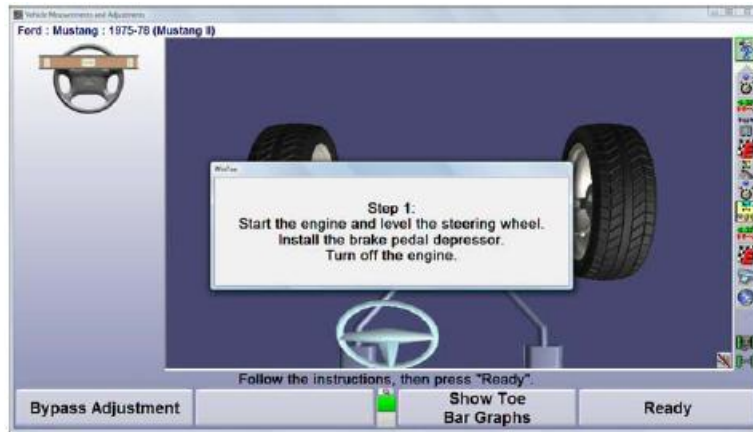 Vehicle Measurements and Adjustments
Ford : Mustang : 1975-78 (Mustang II)
WinToe
Step 1:
Start the engine and level the steering wheel.
Install the brake pedal depressor.
Turn off the engine.
Follow the instructions, then press "Ready".
Bypass Adjustment
Show Toe
Bar Graphs
Ready